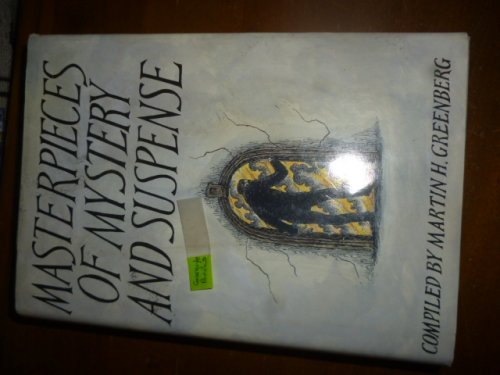 MASTERPIECES
OF MYSTERY
AND SUSPENSE
COMPILED BY MARTIN H. GREENBERG